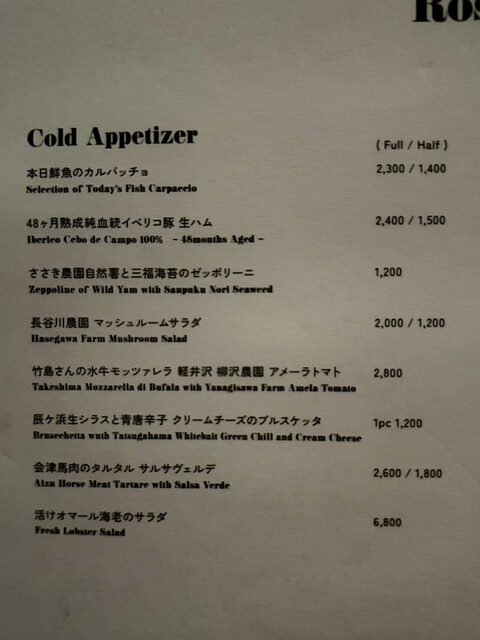 Ros
Cold Appetizer
( Full / Half )
本日鮮魚のカルパッチョ 2,300 / 1,400
Selection of Today's Fish Carpaccio
48ヶ月熟成純血統イベリコ豚 生ハム 2,400 / 1,500
Iberico Cebo de Campo 100% － 48months Aged －
ささき農園自然薯と三福海苔のゼッポリーニ 1,200
Zeppoline of Wild Yam with Sanpuku Nori Seaweed
長谷川農園 マッシュルームサラダ 2,000 / 1,200
Hasegawa Farm Mushroom Salad
竹島さんの水牛モッツァレラ 軽井沢 柳沢農園 アメーラトマト 2,800
Takeshima Mozzarella di Bufala with Yanagisawa Farm Amela Tomato
辰ヶ浜生シラスと青唐辛子 クリームチーズのブルスケッタ 1pc 1,200
Bruschetta wuth Tatsugahama Whitebait Green Chill and Cream Cheese
会津馬肉のタルタル サルサヴェルデ 2,600 / 1,800
Aizu Horse Meat Tartare with Salsa Verde
活けオマール海老のサラダ 6,800
Fresh Lobster Salad